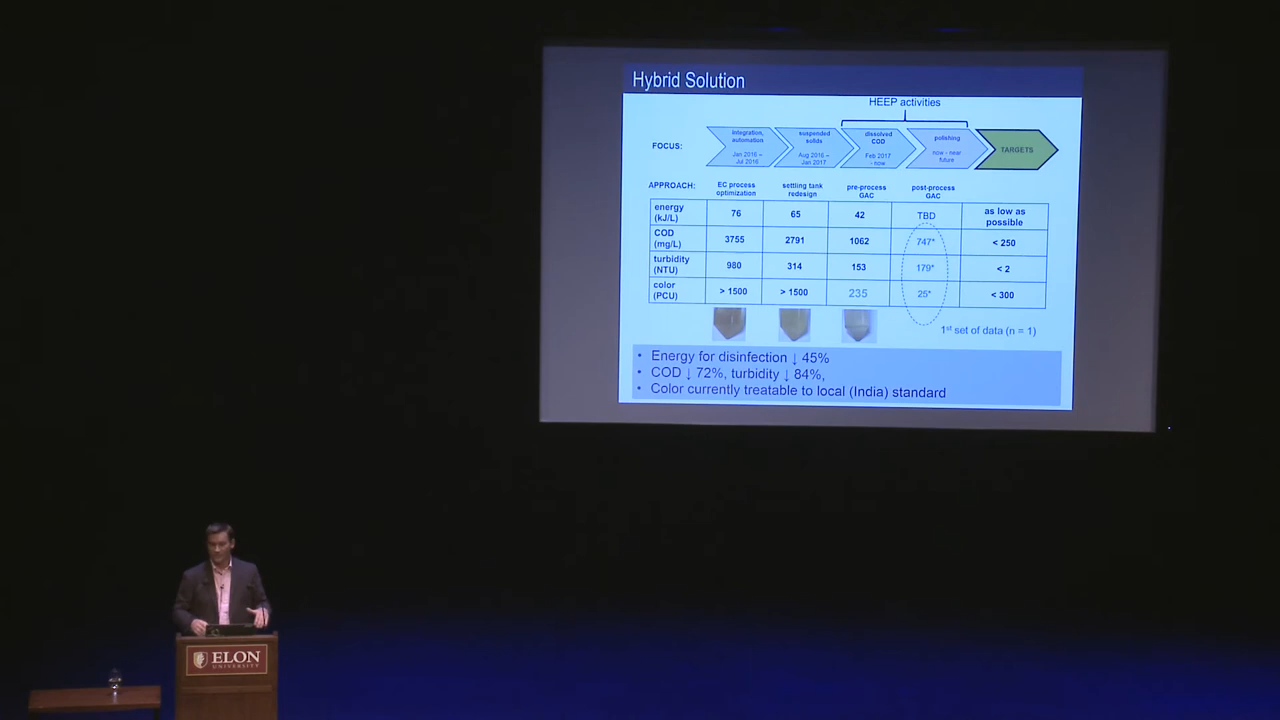 Hybrid Solution
HEEP activities
FOCUS:
Integration, automation
Jan 2016 – Jul 2016
suspended solids
Aug 2016 – Jan 2017
dissolved COD
Feb 2017 - now
polishing
now - near future
TARGETS
APPROACH:
EC process optimization
settling tank redesign
pre-process GAC
post-process GAC
energy (kJ/L) 76 65 42 TBD as low as possible
COD (mg/L) 3755 2791 1062 747* < 250
turbidity (NTU) 980 314 153 179* < 2
color (PCU) > 1500 > 1500 235 25* < 300
1st set of data (n = 1)
• Energy for disinfection ↓ 45%
• COD ↓ 72%, turbidity ↓ 84%,
• Color currently treatable to local (India) standard
ELON
UNIVERSITY